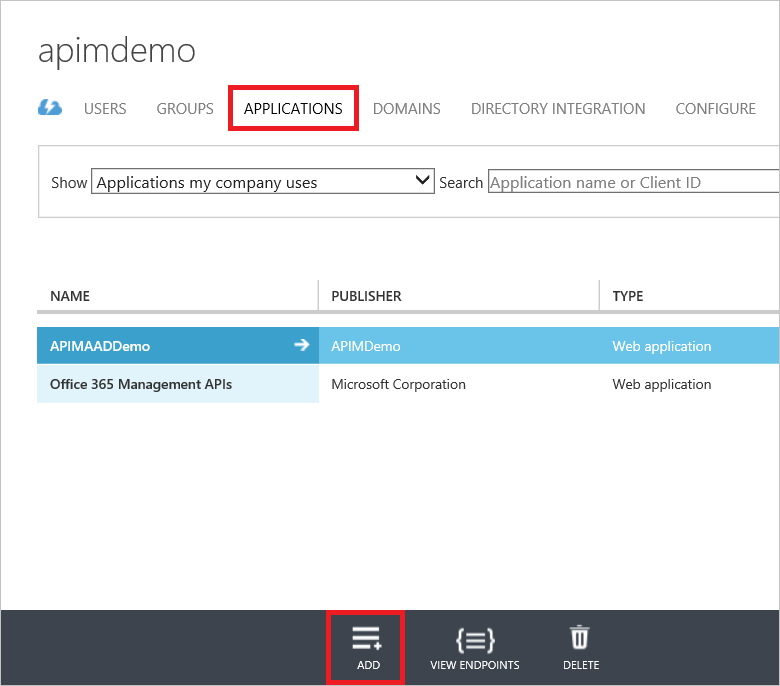 apimdemo
USERS GROUPS APPLICATIONS DOMAINS DIRECTORY INTEGRATION CONFIGURE
Show Applications my company uses Search Application name or Client ID
NAME PUBLISHER TYPE
APIMAADDemo APIMDemo Web application
Office 365 Management APIs Microsoft Corporation Web application
ADD VIEW ENDPOINTS DELETE